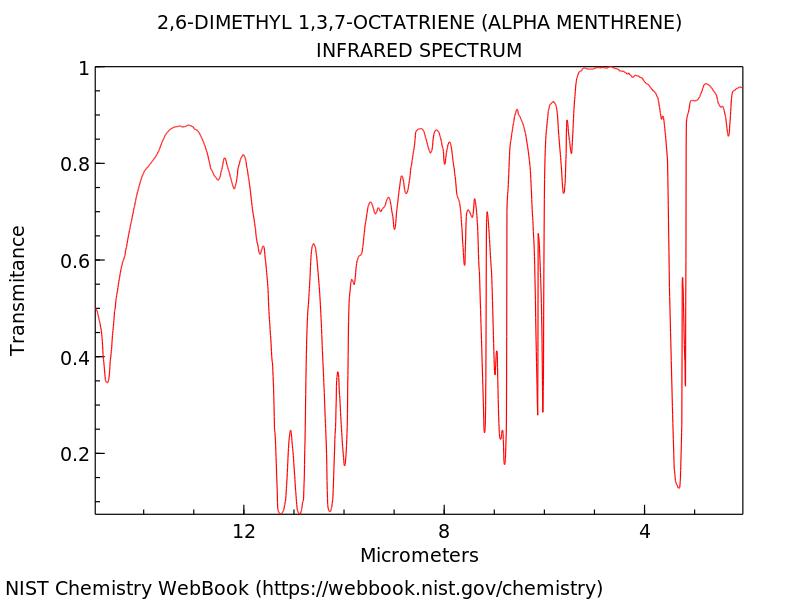 2,6-DIMETHYL 1,3,7-OCTATRIENE (ALPHA MENTHRENE)
INFRARED SPECTRUM
1
0.8
0.6
0.4
0.2
Transmitance
12
8
4
Micrometers
NIST Chemistry WebBook (https://webbook.nist.gov/chemistry)